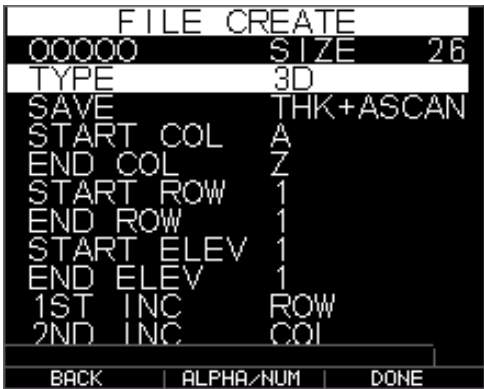 FILE CREATE
00000 SIZE 26
TYPE 3D
SAVE THK+ASCAN
START COL A
END COL Z
START ROW 1
END ROW 1
START ELEV 1
END ELEV 1
1ST INC ROW
2ND INC COL
BACK ALPHA/NUM DONE